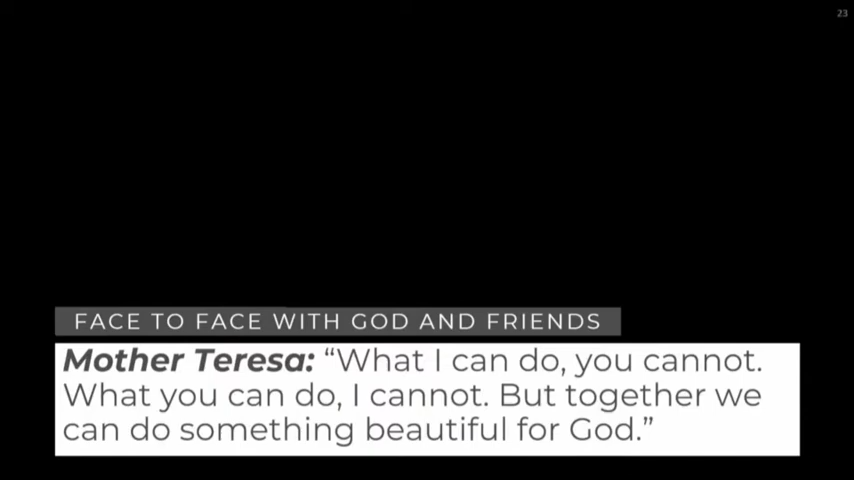 23
FACE TO FACE WITH GOD AND FRIENDS
Mother Teresa: “What I can do, you cannot.
What you can do, I cannot. But together we
can do something beautiful for God.”